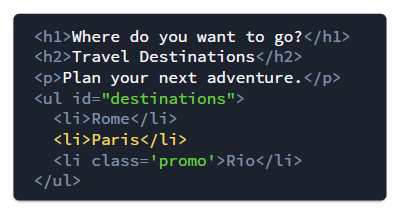 <h1>Where do you want to go?</h1>
<h2>Travel Destinations</h2>
<p>Plan your next adventure.</p>
<ul id="destinations">
  <li>Rome</li>
  <li>Paris</li>
  <li class='promo'>Rio</li>
</ul>